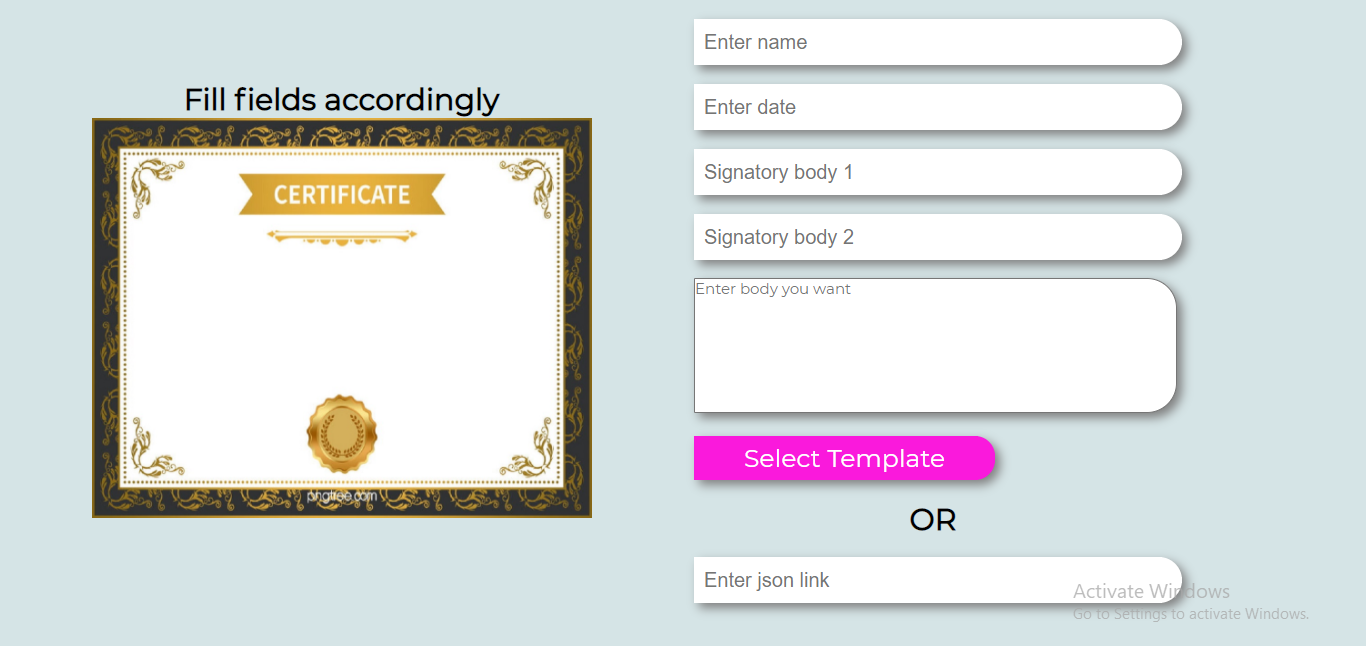 Fill fields accordingly
CERTIFICATE
pngtree.com
Enter name
Enter date
Signatory body 1
Signatory body 2
Enter body you want
Select Template
OR
Enter json link
Activate Windows
Go to Settings to activate Windows.